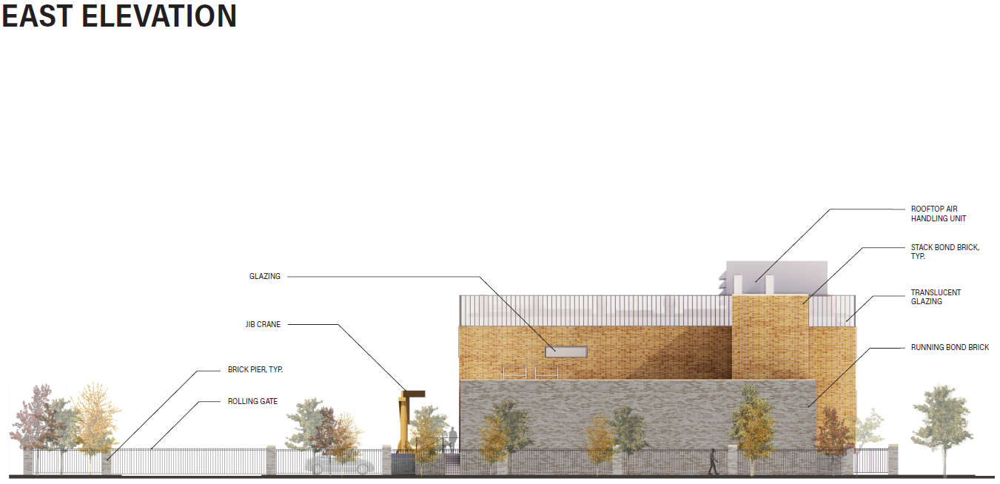 EAST ELEVATION
ROOFTOP AIR
HANDLING UNIT
STACK BOND BRICK,
TYP.
GLAZING
TRANSLUCENT
GLAZING
JIB CRANE
RUNNING BOND BRICK
BRICK PIER, TYP.
ROLLING GATE